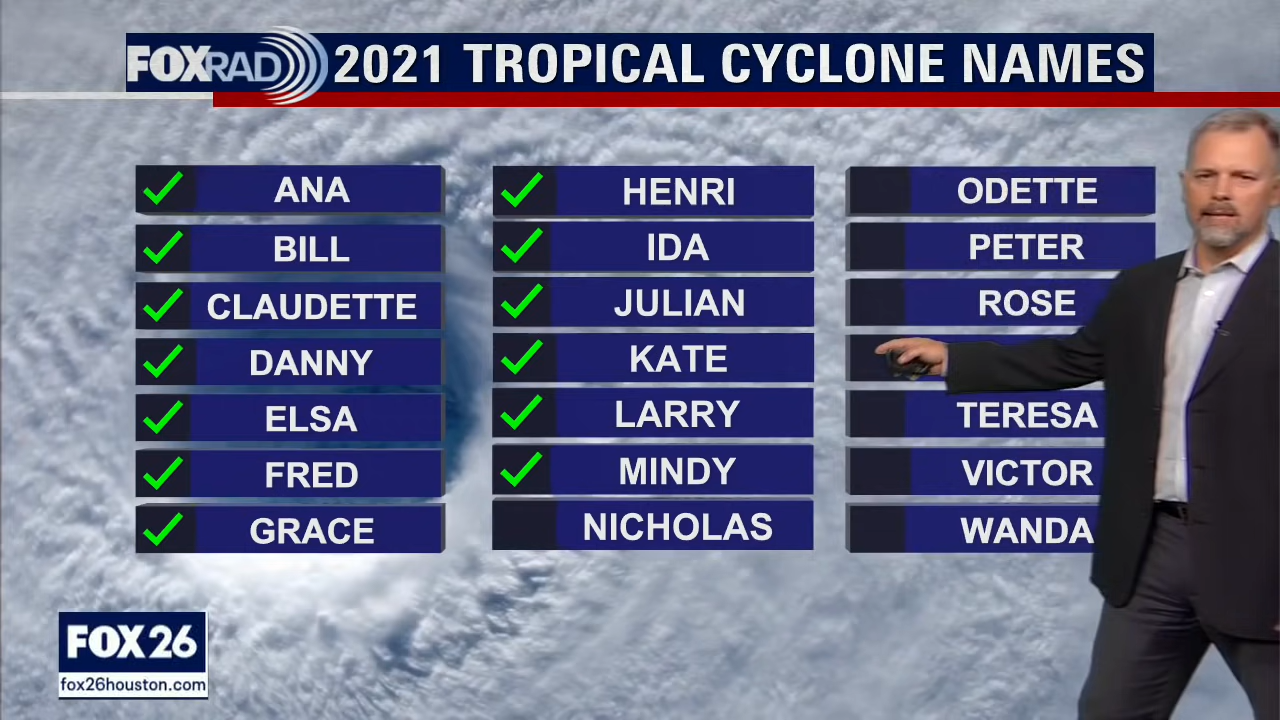 FOXRAD 2021 TROPICAL CYCLONE NAMES
ANA
BILL
CLAUDETTE
DANNY
ELSA
FRED
GRACE
HENRI
IDA
JULIAN
KATE
LARRY
MINDY
NICHOLAS
ODETTE
PETER
ROSE
TERESA
VICTOR
WANDA
FOX 26
fox26houston.com